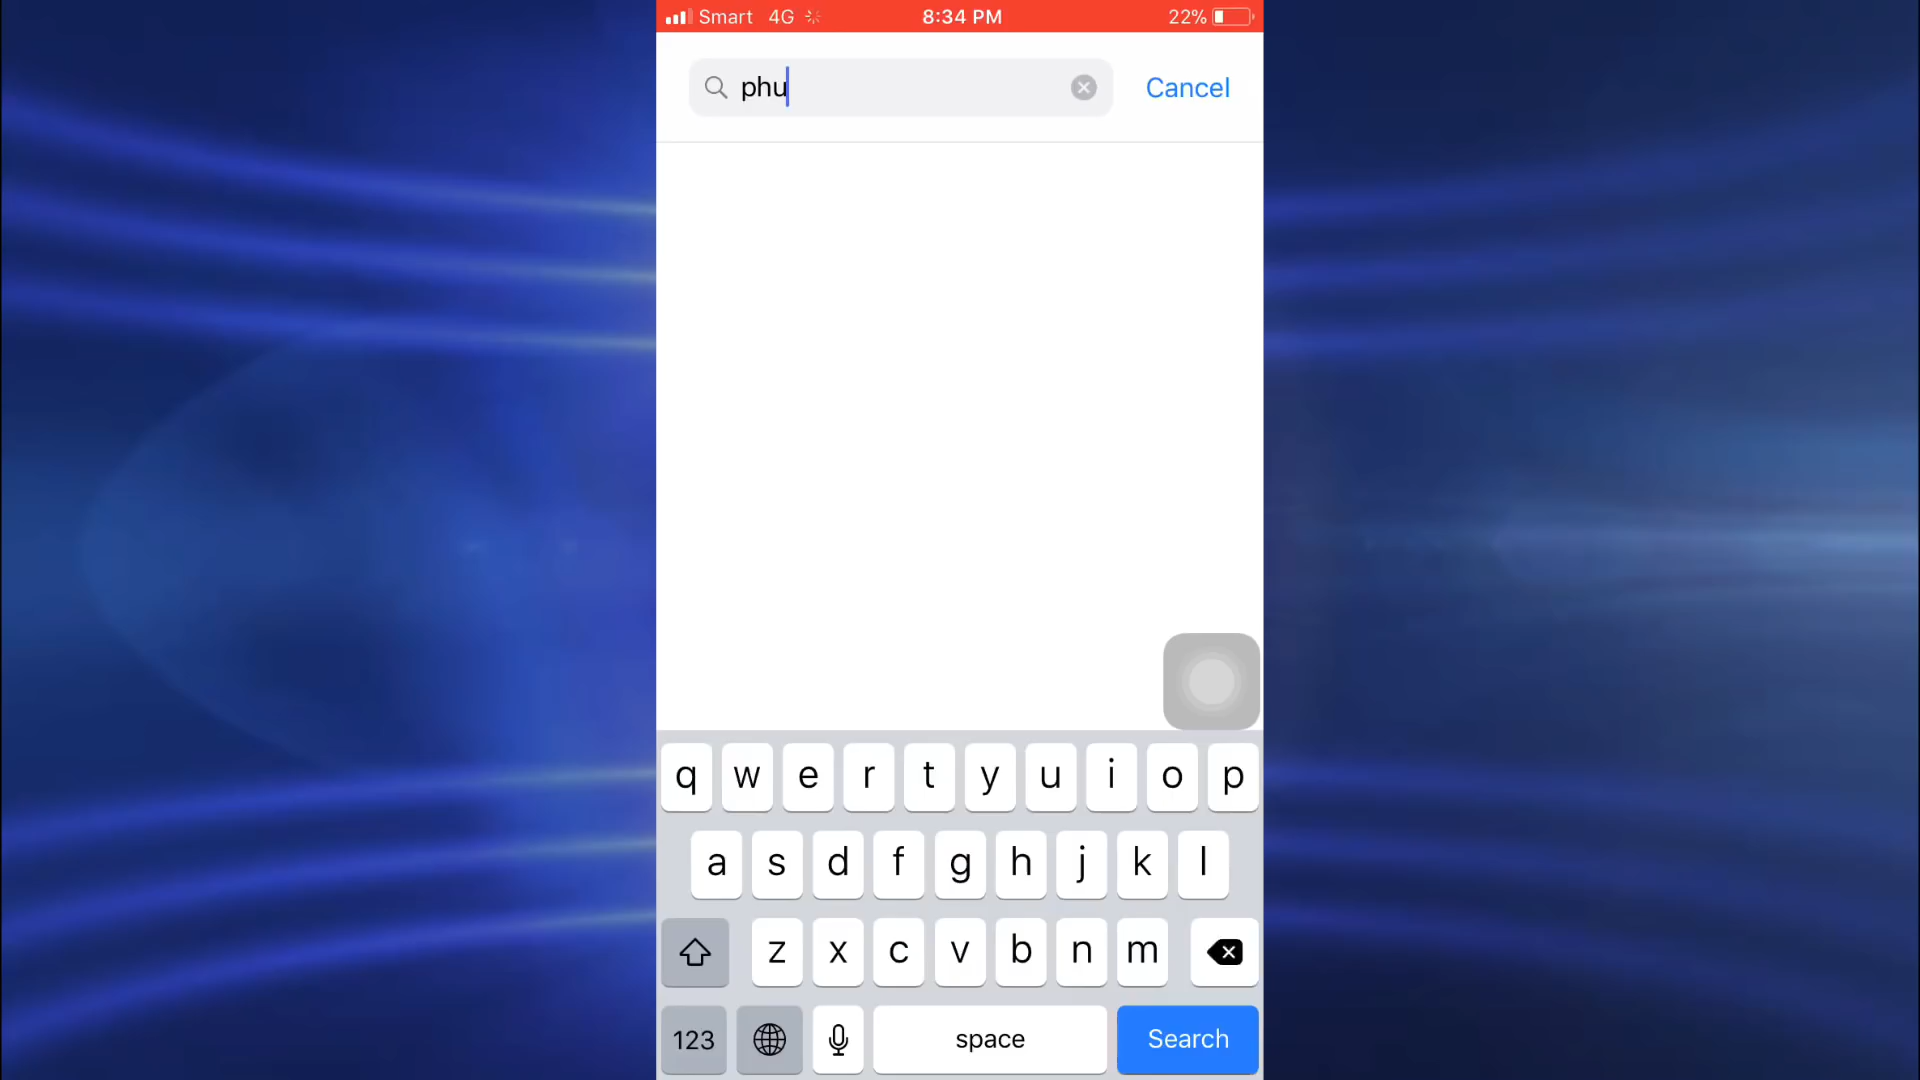 Smart 4G 8:34 PM 22%
phu Cancel
q w e r t y u i o p
a s d f g h j k l
z x c v b n m
123 space Search